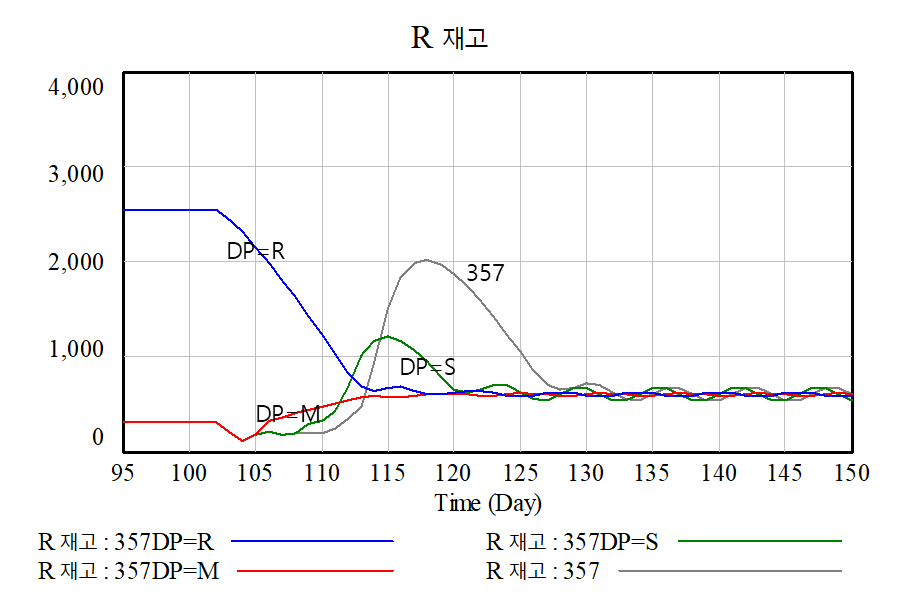 R 재고
4,000
3,000
2,000
1,000
0
DP=R
357
DP=S
DP=M
95 100 105 110 115 120 125 130 135 140 145 150
Time (Day)
R 재고 : 357DP=R
R 재고 : 357DP=S
R 재고 : 357DP=M
R 재고 : 357